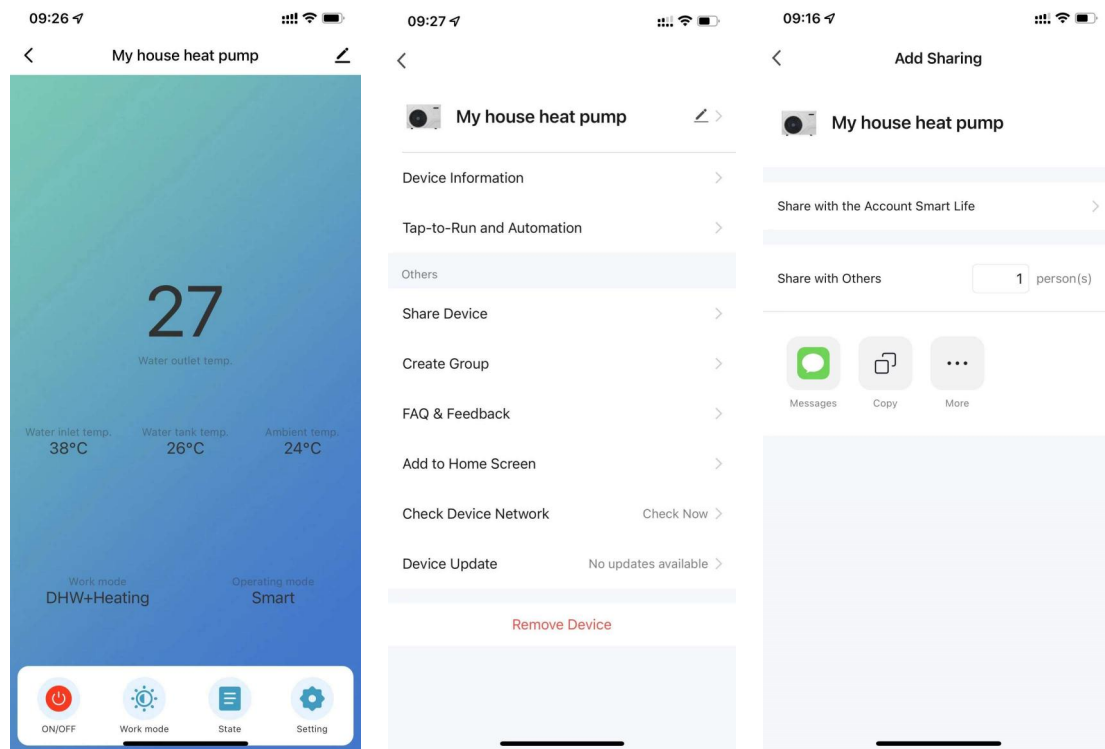 09:26
My house heat pump
27
Water outlet temp.
Water inlet temp.
Water tank temp.
Ambient temp.
38°C
26°C
24°C
Work mode
Operating mode
DHW+Heating
Smart
ON/OFF
Work mode
State
Setting
09:27
My house heat pump
Device Information
Tap-to-Run and Automation
Others
Share Device
Create Group
FAQ & Feedback
Add to Home Screen
Check Device Network Check Now
Device Update No updates available
Remove Device
09:16
Add Sharing
My house heat pump
Share with the Account Smart Life
Share with Others 1 person(s)
Messages
Copy
More